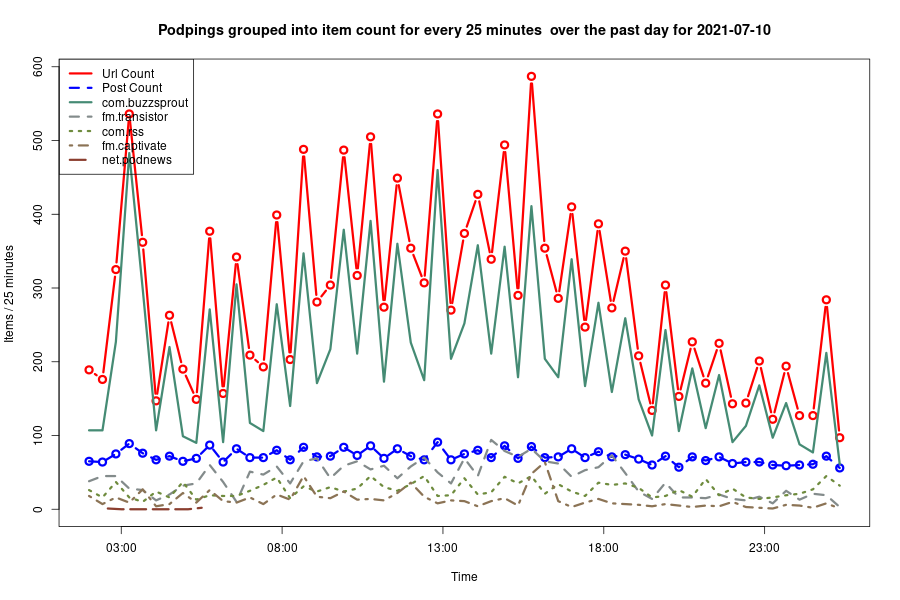 Podpings grouped into item count for every 25 minutes  over the past day for 2021-07-10
Url Count
Post Count
com.buzzsprout
fm.transistor
com.rss
fm.captivate
net.podnews
Items / 25 minutes
600
500
400
300
200
100
0
03:00
08:00
13:00
18:00
23:00
Time